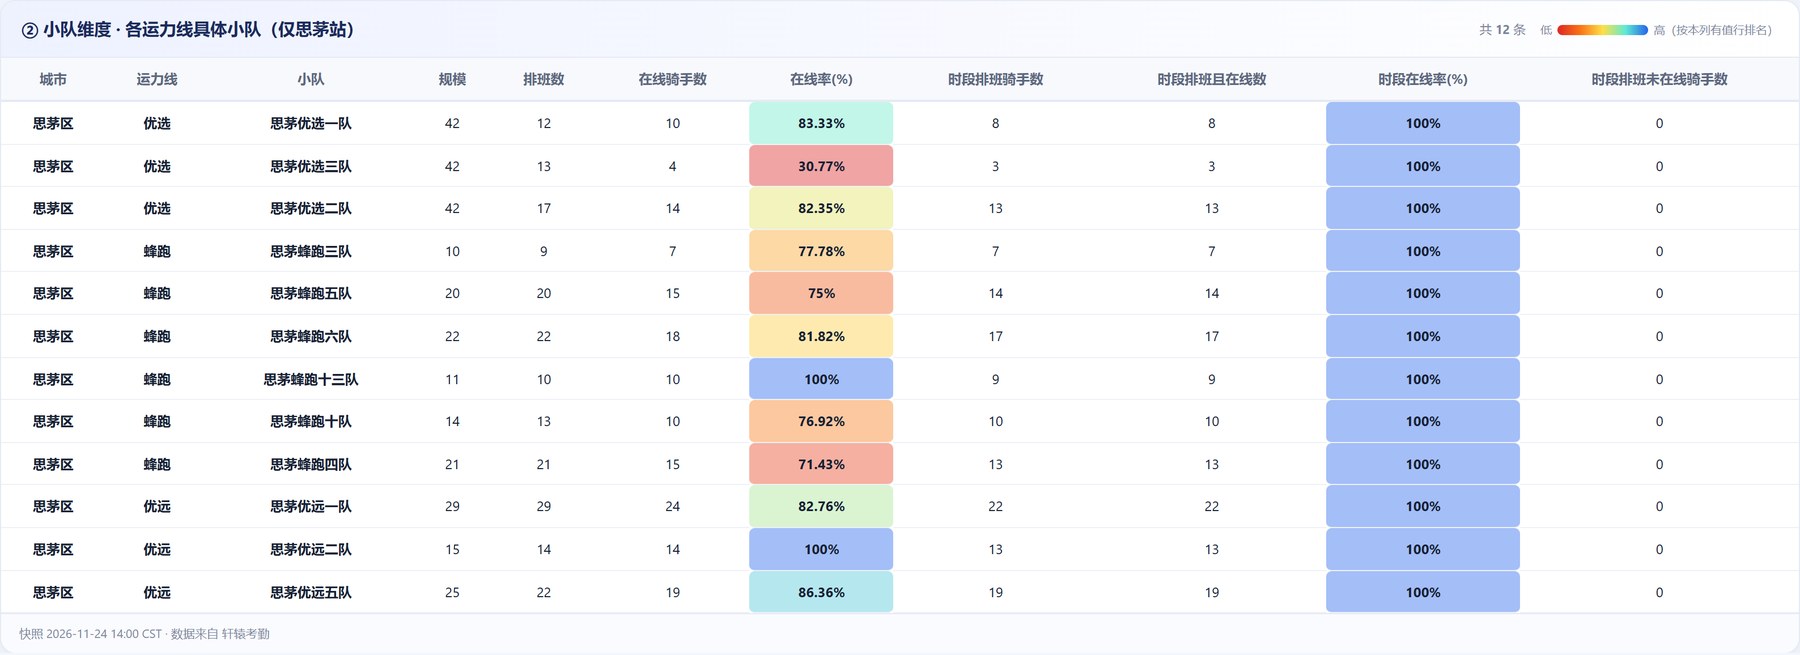 ② 小队维度 · 各运力线具体小队（仅思茅站）
共 12 条 低 高 (按本列有值行排名)
城市 运力线 小队 规模 排班数 在线骑手数 在线率(%) 时段排班骑手数 时段排班且在线数 时段在线率(%) 时段排班未在线骑手数
思茅区 优选 思茅优选一队 42 12 10 83.33% 8 8 100% 0
思茅区 优选 思茅优选三队 42 13 4 30.77% 3 3 100% 0
思茅区 优选 思茅优选二队 42 17 14 82.35% 13 13 100% 0
思茅区 蜂跑 思茅蜂跑三队 10 9 7 77.78% 7 7 100% 0
思茅区 蜂跑 思茅蜂跑五队 20 20 15 75% 14 14 100% 0
思茅区 蜂跑 思茅蜂跑六队 22 22 18 81.82% 17 17 100% 0
思茅区 蜂跑 思茅蜂跑十三队 11 10 10 100% 9 9 100% 0
思茅区 蜂跑 思茅蜂跑十队 14 13 10 76.92% 10 10 100% 0
思茅区 蜂跑 思茅蜂跑四队 21 21 15 71.43% 13 13 100% 0
思茅区 优远 思茅优远一队 29 29 24 82.76% 22 22 100% 0
思茅区 优远 思茅优远二队 15 14 14 100% 13 13 100% 0
思茅区 优远 思茅优远五队 25 22 19 86.36% 19 19 100% 0
快照 2026-11-24 14:00 CST · 数据来自 轩辕考勤